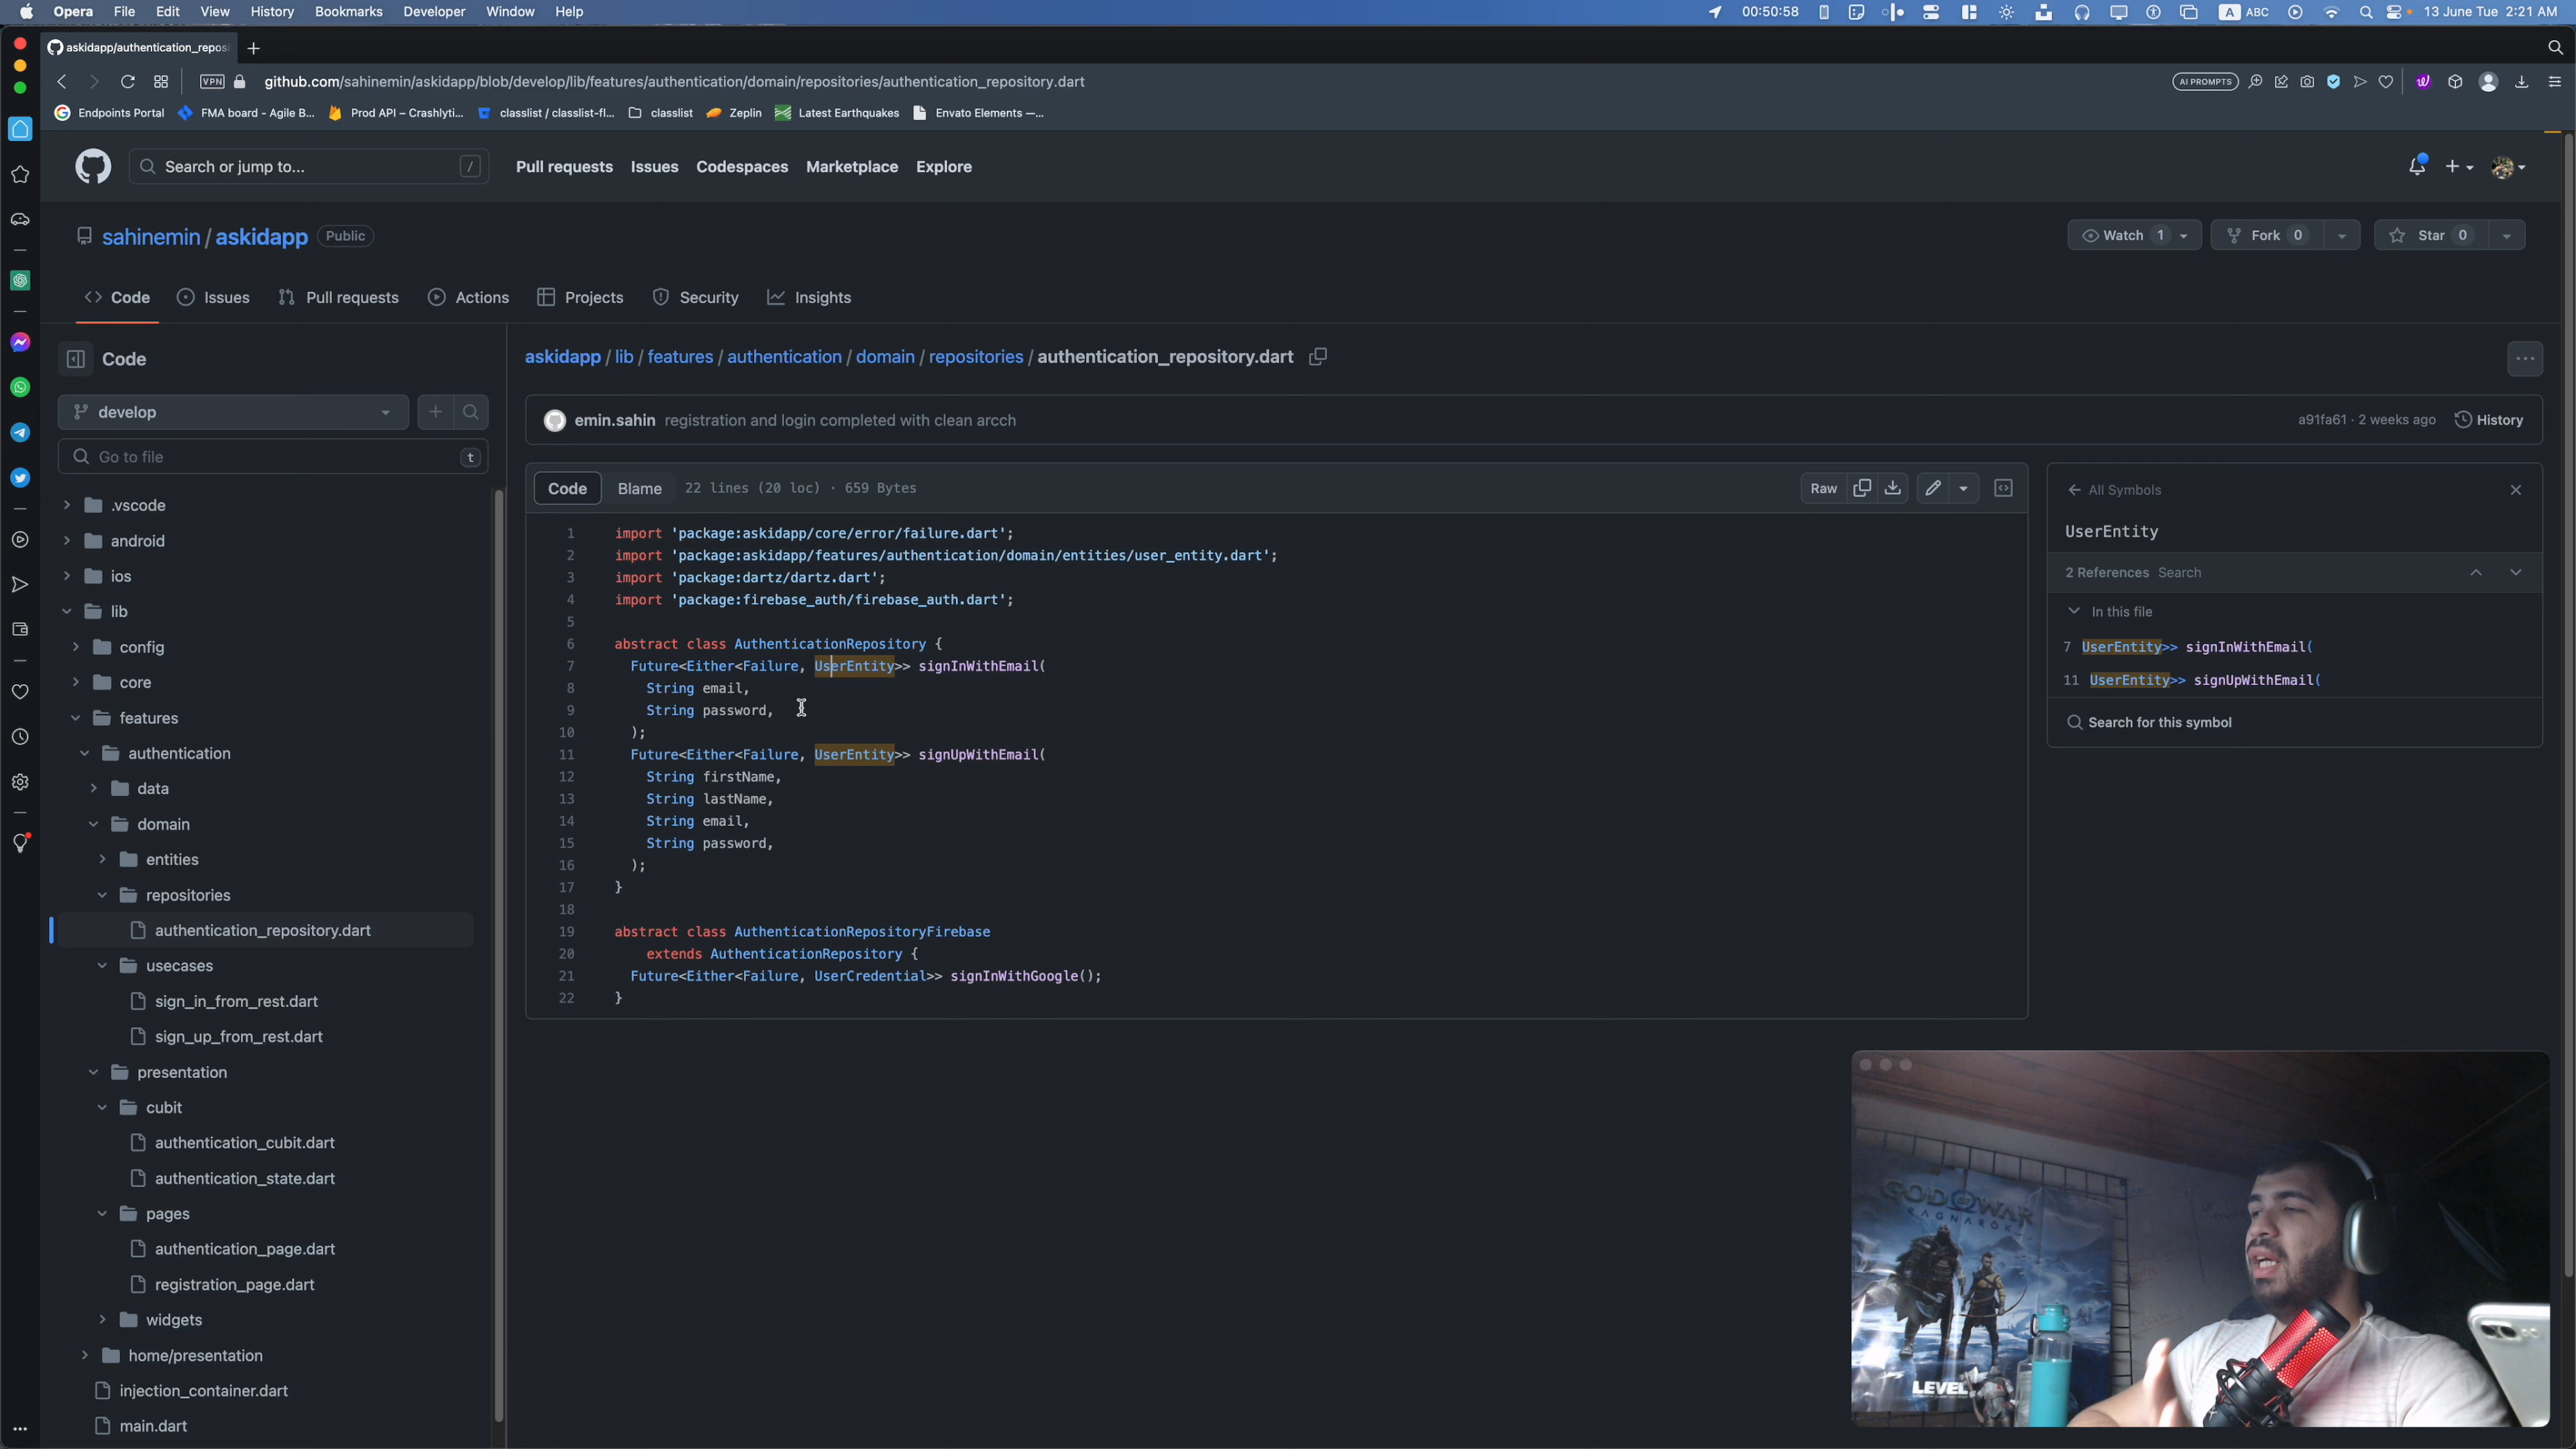 Opera File Edit View History Bookmarks Developer Window Help 00:50:58 A ABC 13 June Tue 2:21 AM
askidapp/authentication_reposi
VPN github.com/sahinemin/askidapp/blob/develop/lib/features/authentication/domain/repositories/authentication_repository.dart AI PROMPTS
Endpoints Portal FMA board - Agile B... Prod API – Crashlyti... classlist / classlist-fl... classlist Zeplin Latest Earthquakes Envato Elements —...
Search or jump to... / Pull requests Issues Codespaces Marketplace Explore
sahinemin / askidapp Public Watch 1 Fork 0 Star 0
Code Issues Pull requests Actions Projects Security Insights
Code
develop
Go to file t
.vscode
android
ios
lib
config
core
features
authentication
data
domain
entities
repositories
authentication_repository.dart
usecases
sign_in_from_rest.dart
sign_up_from_rest.dart
presentation
cubit
authentication_cubit.dart
authentication_state.dart
pages
authentication_page.dart
registration_page.dart
widgets
home/presentation
injection_container.dart
main.dart
askidapp / lib / features / authentication / domain / repositories / authentication_repository.dart
emin.sahin registration and login completed with clean arcch a91fa61 · 2 weeks ago History
Code Blame 22 lines (20 loc) · 659 Bytes Raw
1 import 'package:askidapp/core/error/failure.dart';
2 import 'package:askidapp/features/authentication/domain/entities/user_entity.dart';
3 import 'package:dartz/dartz.dart';
4 import 'package:firebase_auth/firebase_auth.dart';
5
6 abstract class AuthenticationRepository {
7 Future<Either<Failure, UserEntity>> signInWithEmail(
8 String email,
9 String password,
10 );
11 Future<Either<Failure, UserEntity>> signUpWithEmail(
12 String firstName,
13 String lastName,
14 String email,
15 String password,
16 );
17 }
18
19 abstract class AuthenticationRepositoryFirebase
20 extends AuthenticationRepository {
21 Future<Either<Failure, UserCredential>> signInWithGoogle();
22 }
All Symbols
UserEntity
2 References Search
In this file
7 UserEntity>> signInWithEmail(
11 UserEntity>> signUpWithEmail(
Search for this symbol
GOD OF WAR
RAGNARÖK
LEVEL